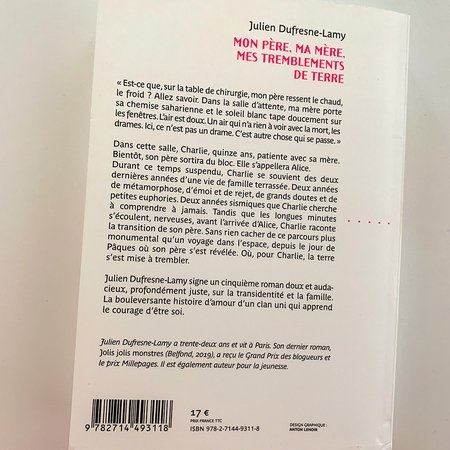 Julien Dufresne-Lamy
MON PÈRE, MA MÈRE,
MES TREMBLEMENTS
DE TERRE
« Est-ce que, sur la table de chirurgie, mon père ressent le chaud,
le froid ? Allez savoir. Dans la salle d'attente, ma mère porte
sa chemise saharienne et le soleil blanc tape doucement sur
les fenêtres. L'air est doux. Un air qui n'a rien à voir avec la mort, les
drames. Ici, ce n'est pas un drame. C'est autre chose qui se passe. »
Dans cette salle, Charlie, quinze ans, patiente avec sa mère.
Bientôt, son père sortira du bloc. Elle s'appellera Alice.
Durant ce temps suspendu, Charlie se souvient des deux
dernières années d'une vie de famille terrassée. Deux années
de métamorphose, d'émoi et de rejet, de grands doutes et de
petites euphories. Deux années sismiques que Charlie cherche
à comprendre à jamais. Tandis que les longues minutes
s'écoulent, nerveuses, avant l'arrivée d'Alice, Charlie raconte
la transition de son père. Sans rien cacher de ce parcours plus
monumental qu'un voyage dans l'espace, depuis le jour de
Pâques où son père s'est révélée. Où, pour Charlie, la terre
s'est mise à trembler.
Julien Dufresne-Lamy signe un cinquième roman doux et auda-
cieux, profondément juste, sur la transidentité et la famille.
La bouleversante histoire d'amour d'un clan uni qui apprend
le courage d'être soi.
Julien Dufresne-Lamy a trente-deux ans et vit à Paris. Son dernier roman,
Jolis jolis monstres (Belfond, 2019), a reçu le Grand Prix des blogueurs et
le prix Millepages. Il est également auteur pour la jeunesse.
9 782714 493118
17 €
PRIX FRANCE TTC
ISBN 978-2-7144-9311-8
DESIGN GRAPHIQUE :
ANTON LENOIR